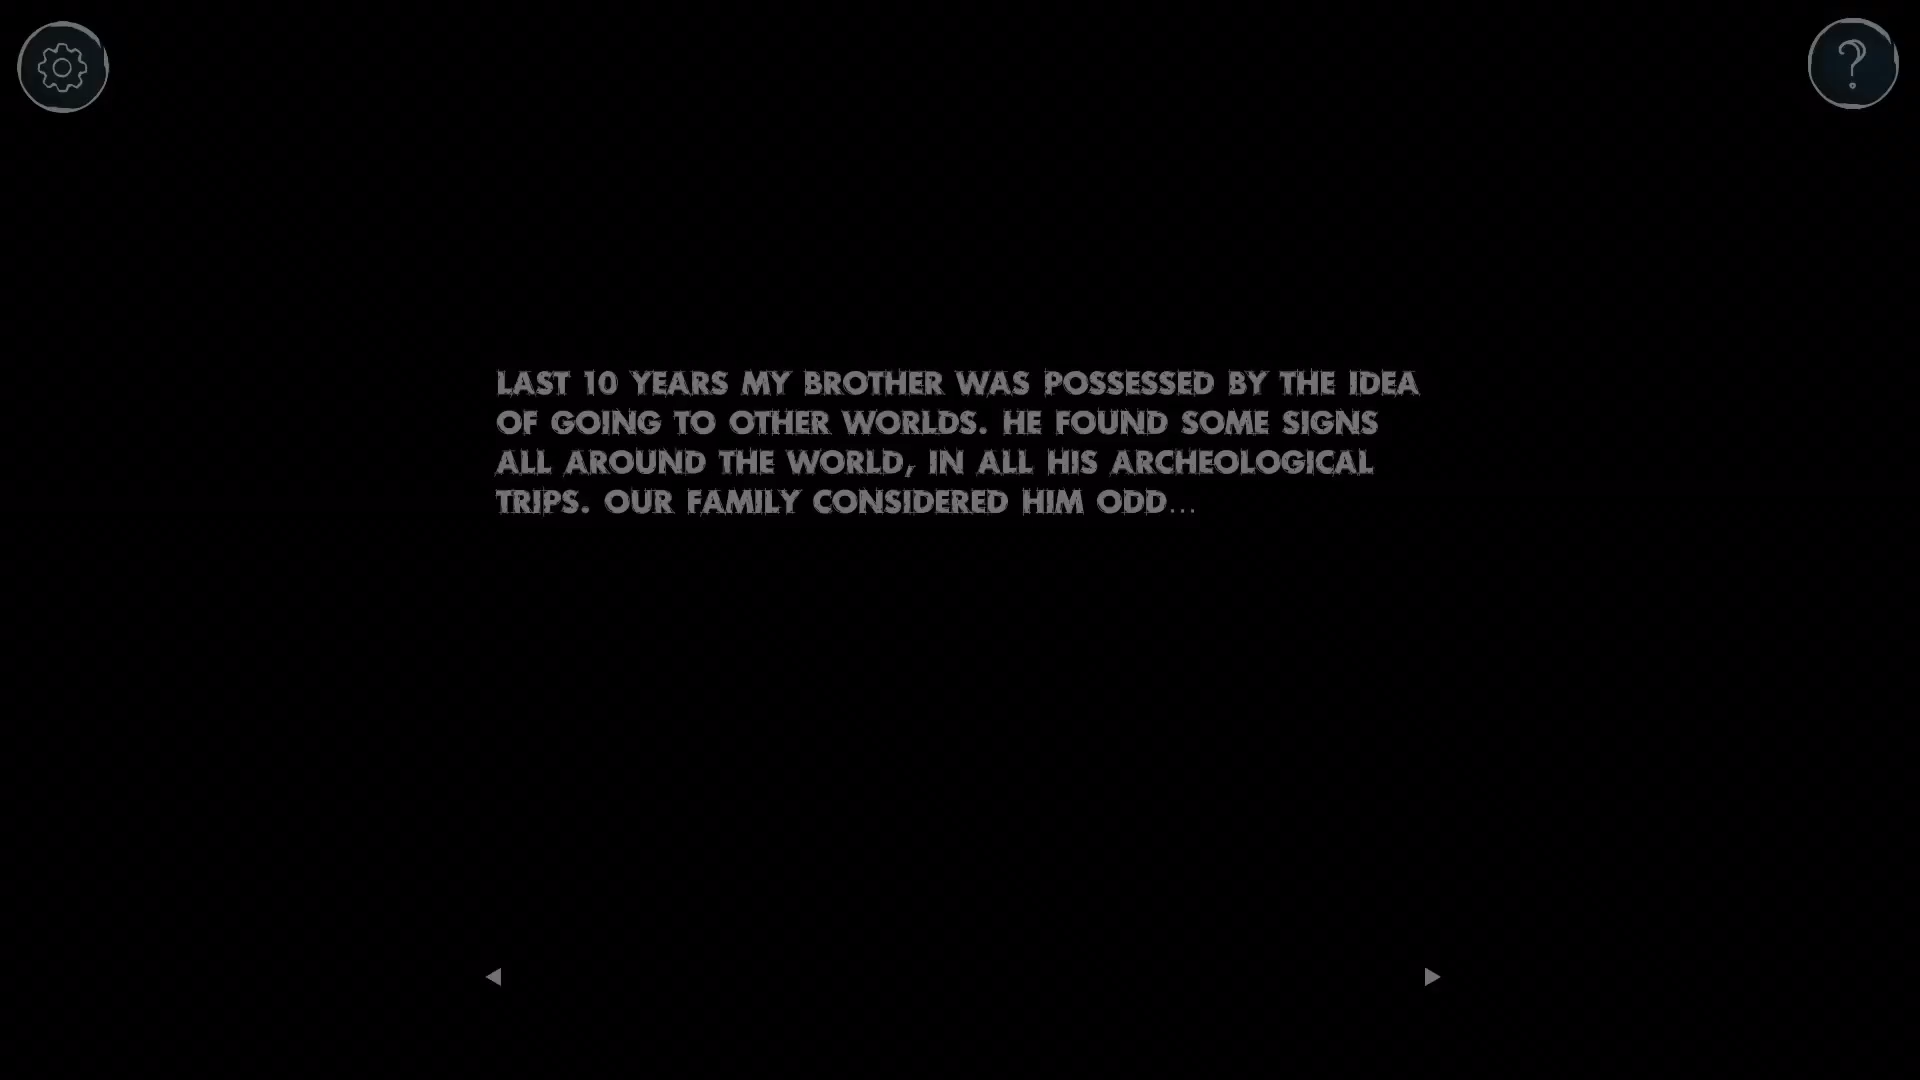 LAST 10 YEARS MY BROTHER WAS POSSESSED BY THE IDEA
OF GOING TO OTHER WORLDS. HE FOUND SOME SIGNS
ALL AROUND THE WORLD, IN ALL HIS ARCHEOLOGICAL
TRIPS. OUR FAMILY CONSIDERED HIM ODD...